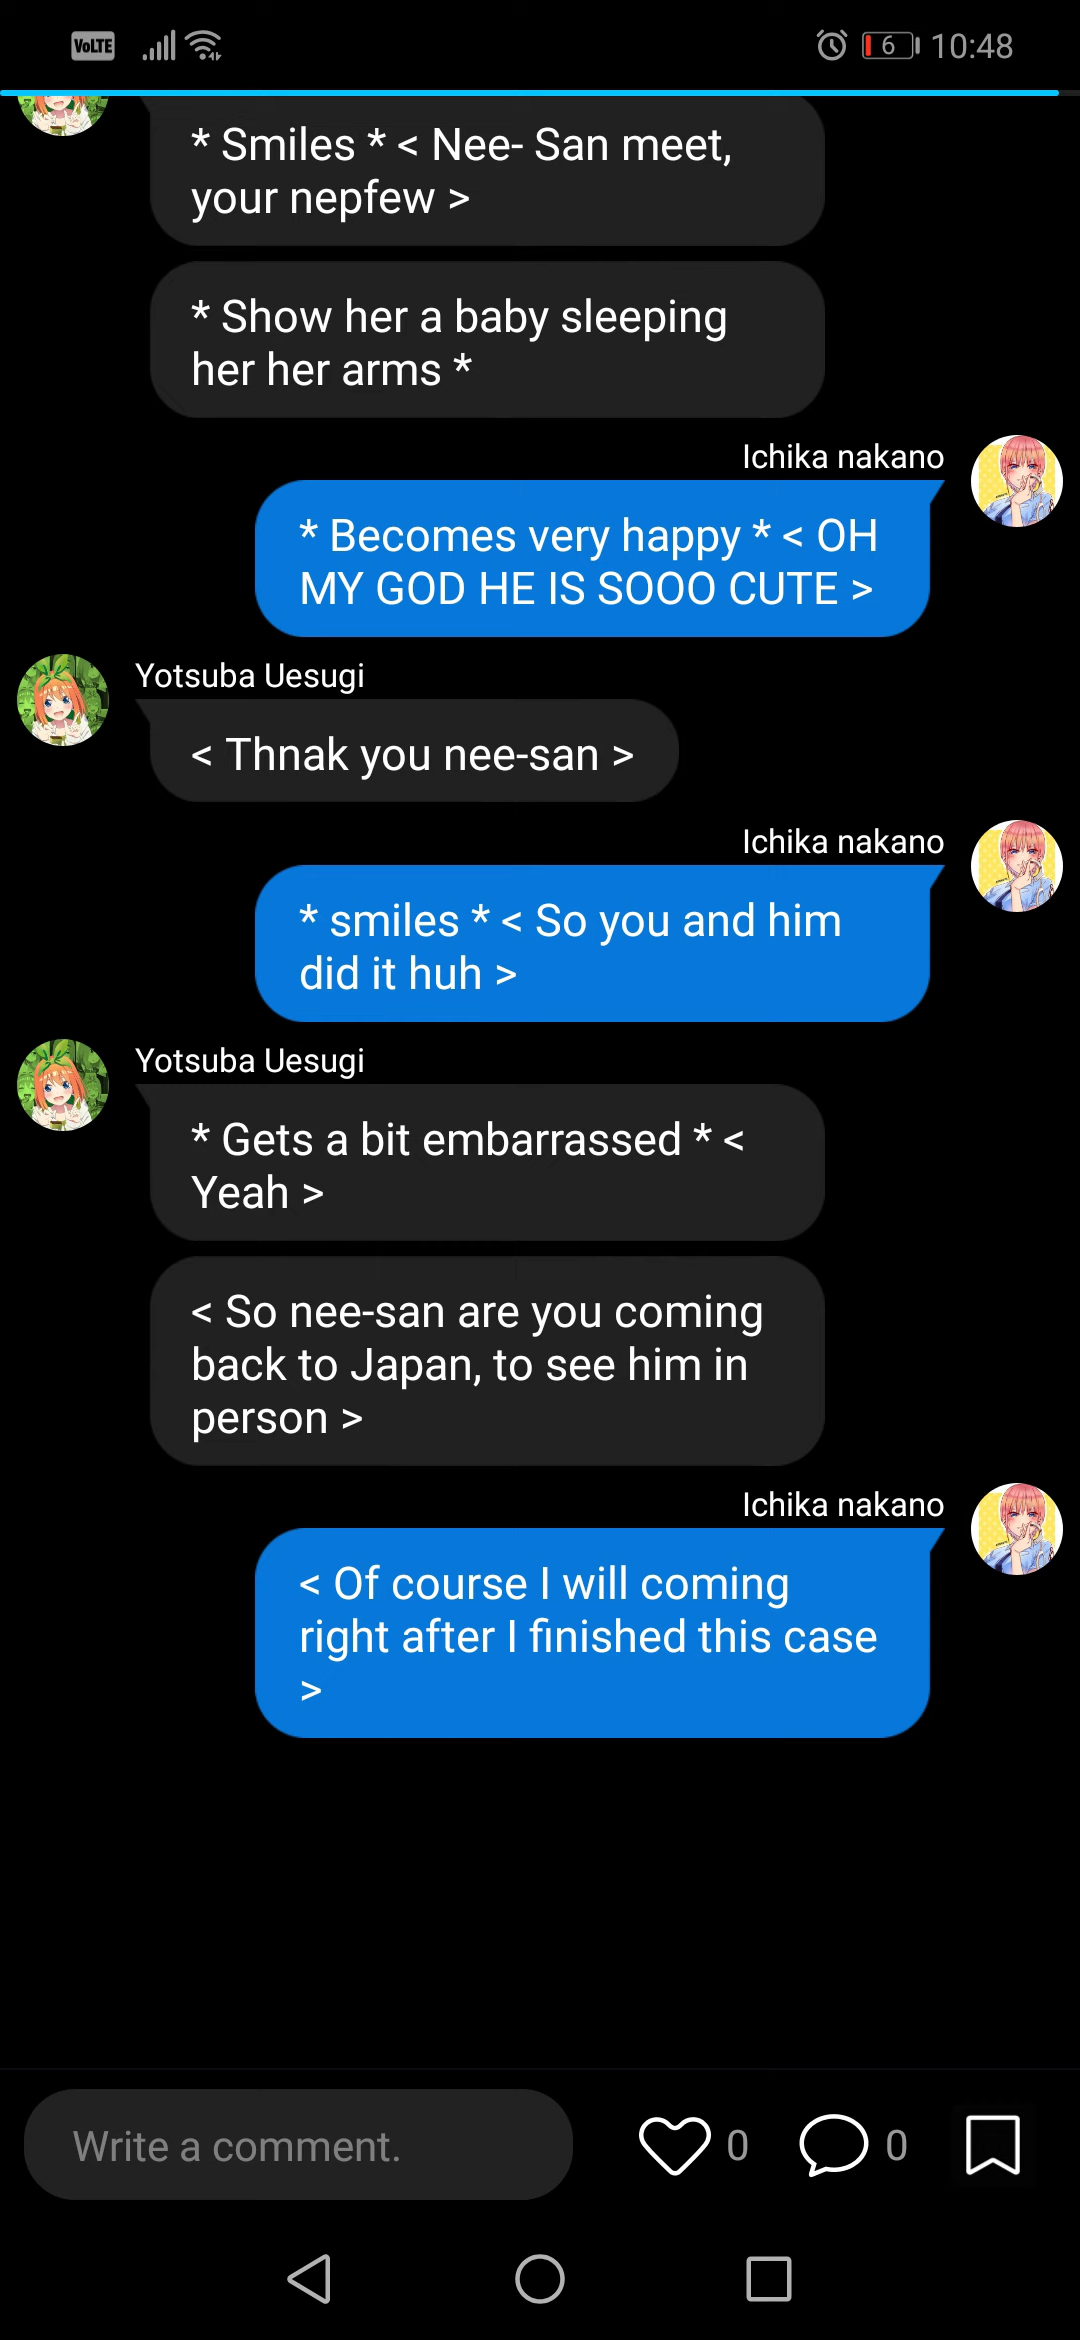 VoLTE
6
10:48
* Smiles * < Nee- San meet,
your nepfew >
* Show her a baby sleeping
her her arms *
Ichika nakano
* Becomes very happy * < OH
MY GOD HE IS SOOO CUTE >
Yotsuba Uesugi
< Thnak you nee-san >
Ichika nakano
* smiles * < So you and him
did it huh >
Yotsuba Uesugi
* Gets a bit embarrassed * <
Yeah >
< So nee-san are you coming
back to Japan, to see him in
person >
Ichika nakano
< Of course I will coming
right after I finished this case
>
Write a comment.
0
0